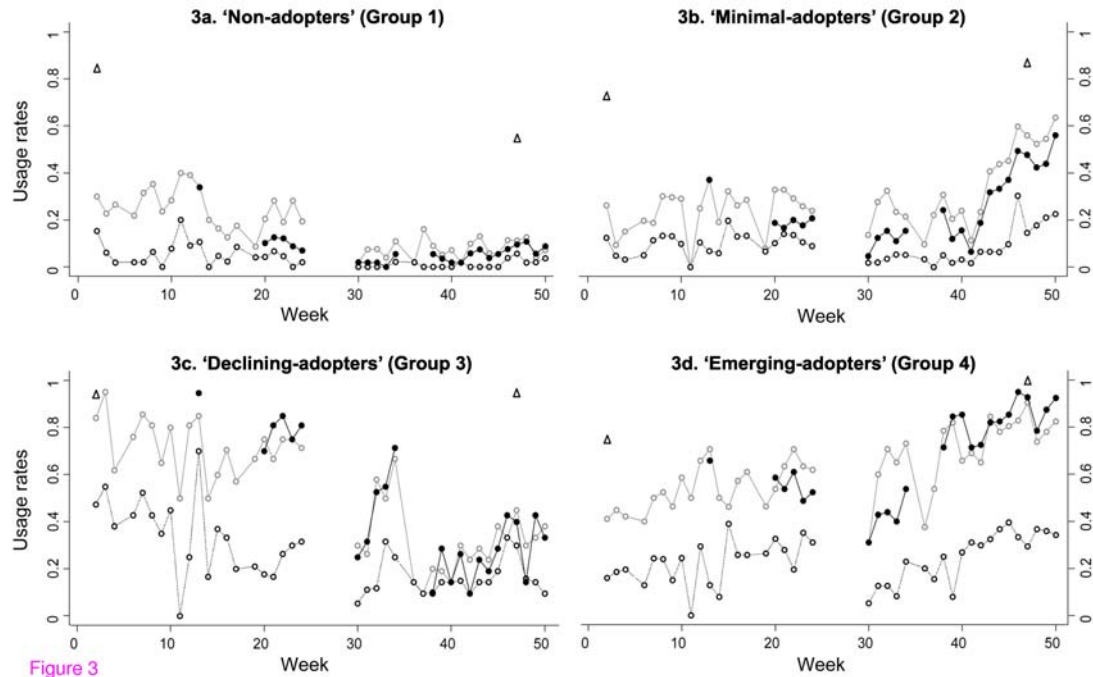 3a. ‘Non-adopters’ (Group 1)
3b. ‘Minimal-adopters’ (Group 2)
Usage rates
0 0.2 0.4 0.6 0.8 1
0 0.2 0.4 0.6 0.8 1
0 10 20 30 40 50
0 10 20 30 40 50
Week
Week
3c. ‘Declining-adopters’ (Group 3)
3d. ‘Emerging-adopters’ (Group 4)
Usage rates
0 0.2 0.4 0.6 0.8 1
0 0.2 0.4 0.6 0.8 1
0 10 20 30 40 50
0 10 20 30 40 50
Week
Week
Figure 3